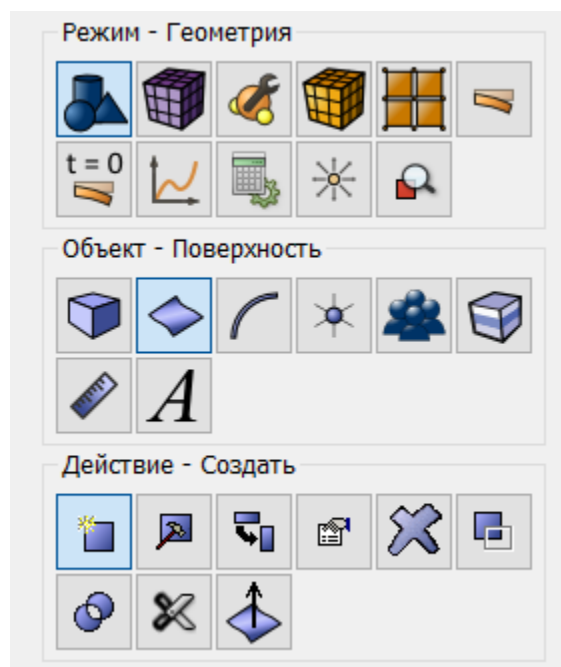 Режим - Геометрия
t = 0
Объект - Поверхность
A
Действие - Создать